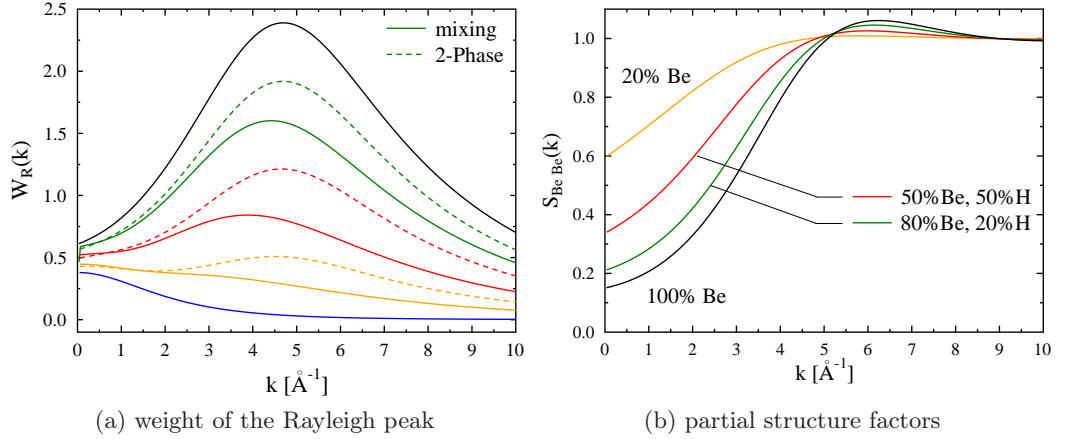 2.5
2.0
1.5
1.0
0.5
0.0
W_R(k)
mixing
2-Phase
0 1 2 3 4 5 6 7 8 9 10
k [Å^-1]
(a) weight of the Rayleigh peak
1.0
0.8
0.6
0.4
0.2
0.0
S_Be Be(k)
20% Be
50%Be, 50%H
80%Be, 20%H
100% Be
0 1 2 3 4 5 6 7 8 9 10
k [Å^-1]
(b) partial structure factors